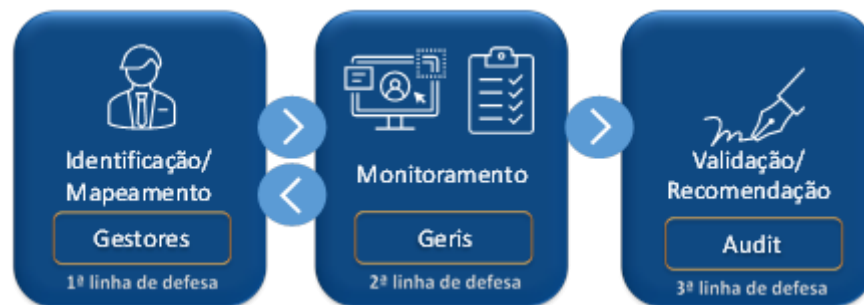 Identificação/
Mapeamento
Gestores
1ª linha de defesa
Monitoramento
Geris
2ª linha de defesa
Validação/
Recomendação
Audit
3ª linha de defesa